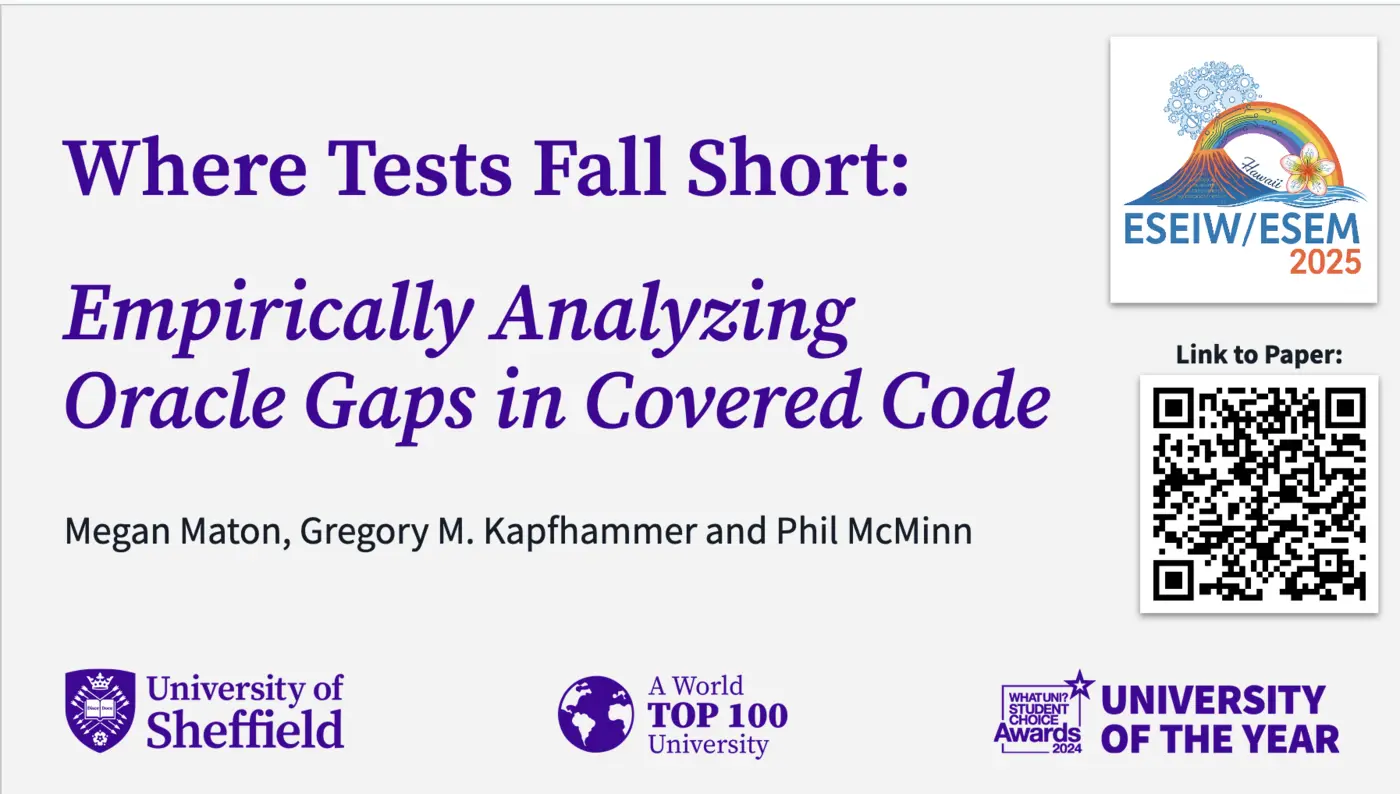 Where Tests Fall Short:
Empirically Analyzing
Oracle Gaps in Covered Code
Megan Maton, Gregory M. Kapfhammer and Phil McMinn
Hawaii
ESEIW/ESEM
2025
Link to Paper:
University of
Sheffield
A World
TOP 100
University
WHATUNI?
STUDENT
CHOICE
Awards
2024
UNIVERSITY
OF THE YEAR